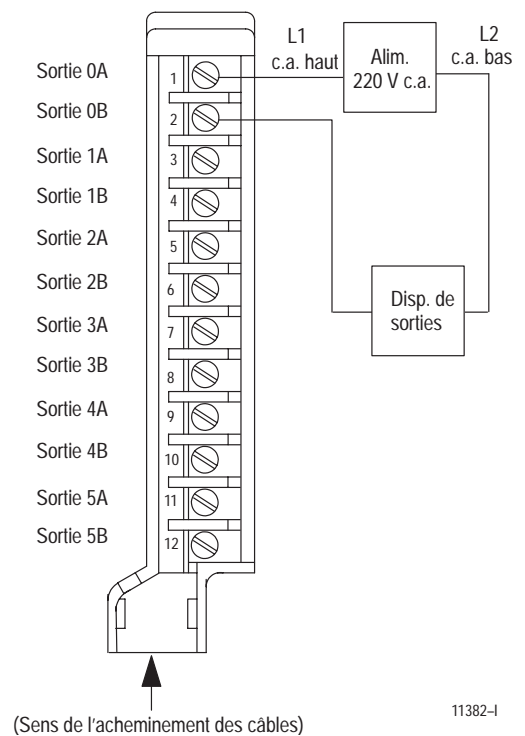 L1
c.a. haut
Alim.
220 V c.a.
L2
c.a. bas
Sortie 0A
1
Sortie 0B
2
Sortie 1A
3
Sortie 1B
4
Sortie 2A
5
Sortie 2B
6
Disp. de
sorties
Sortie 3A
7
Sortie 3B
8
Sortie 4A
9
Sortie 4B
10
Sortie 5A
11
Sortie 5B
12
(Sens de l'acheminement des câbles)
11382–I